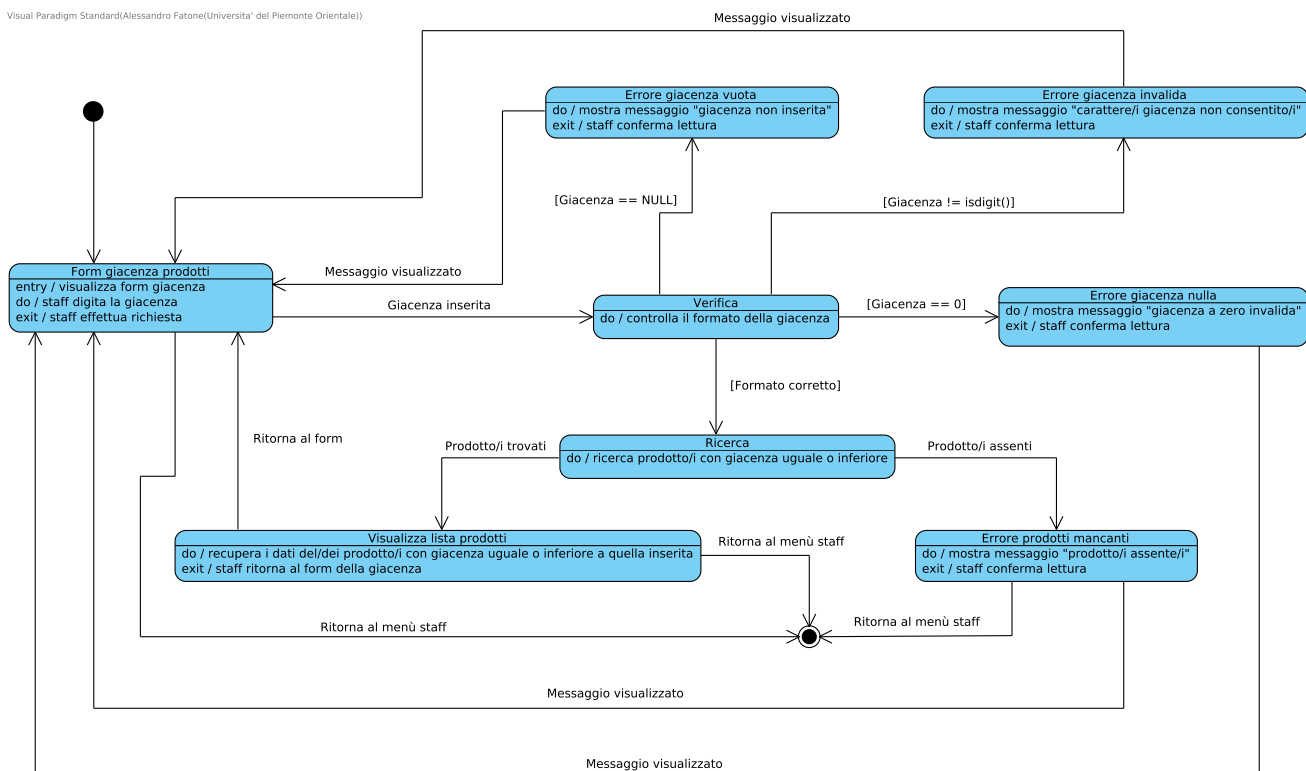 Visual Paradigm Standard(Alessandro Fatone(Universita' del Piemonte Orientale))
Messaggio visualizzato
Errore giacenza vuota
do / mostra messaggio "giacenza non inserita"
exit / staff conferma lettura
Errore giacenza invalida
do / mostra messaggio "carattere/i giacenza non consentito/i"
exit / staff conferma lettura
[Giacenza == NULL]
[Giacenza != isdigit()]
Form giacenza prodotti
entry / visualizza form giacenza
do / staff digita la giacenza
exit / staff effettua richiesta
Messaggio visualizzato
Giacenza inserita
Verifica
do / controlla il formato della giacenza
[Giacenza == 0]
Errore giacenza nulla
do / mostra messaggio "giacenza a zero invalida"
exit / staff conferma lettura
[Formato corretto]
Ritorna al form
Prodotto/i trovati
Ricerca
do / ricerca prodotto/i con giacenza uguale o inferiore
Prodotto/i assenti
Visualizza lista prodotti
do / recupera i dati del/dei prodotto/i con giacenza uguale o inferiore a quella inserita
exit / staff ritorna al form della giacenza
Ritorna al menù staff
Errore prodotti mancanti
do / mostra messaggio "prodotto/i assente/i"
exit / staff conferma lettura
Ritorna al menù staff
Ritorna al menù staff
Messaggio visualizzato
Messaggio visualizzato